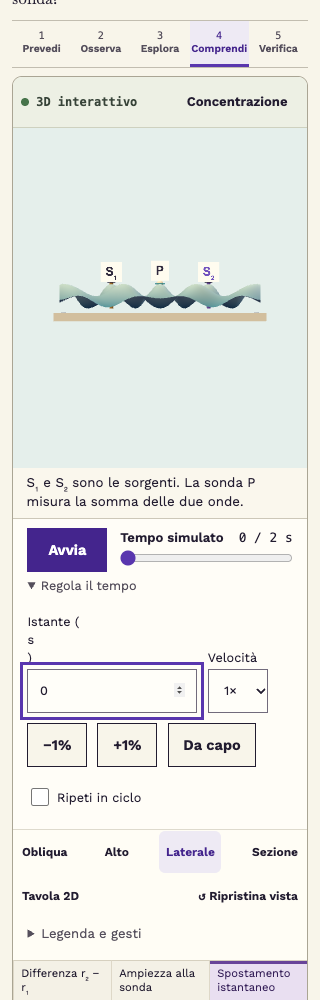 sonda?
1 2 3 4 5
Prevedi Osserva Esplora Comprendi Verifica
3D interattivo Concentrazione
S₁ P S₂
S₁ e S₂ sono le sorgenti. La sonda P
misura la somma delle due onde.
Avvia
Tempo simulato 0 / 2 s
▼ Regola il tempo
Istante (
s
)
Velocità
0
1×
−1% +1% Da capo
Ripeti in ciclo
Obliqua Alto Laterale Sezione
Tavola 2D ↺ Ripristina vista
▶ Legenda e gesti
Differenza r₂ −
r₁
Ampiezza alla
sonda
Spostamento
istantaneo